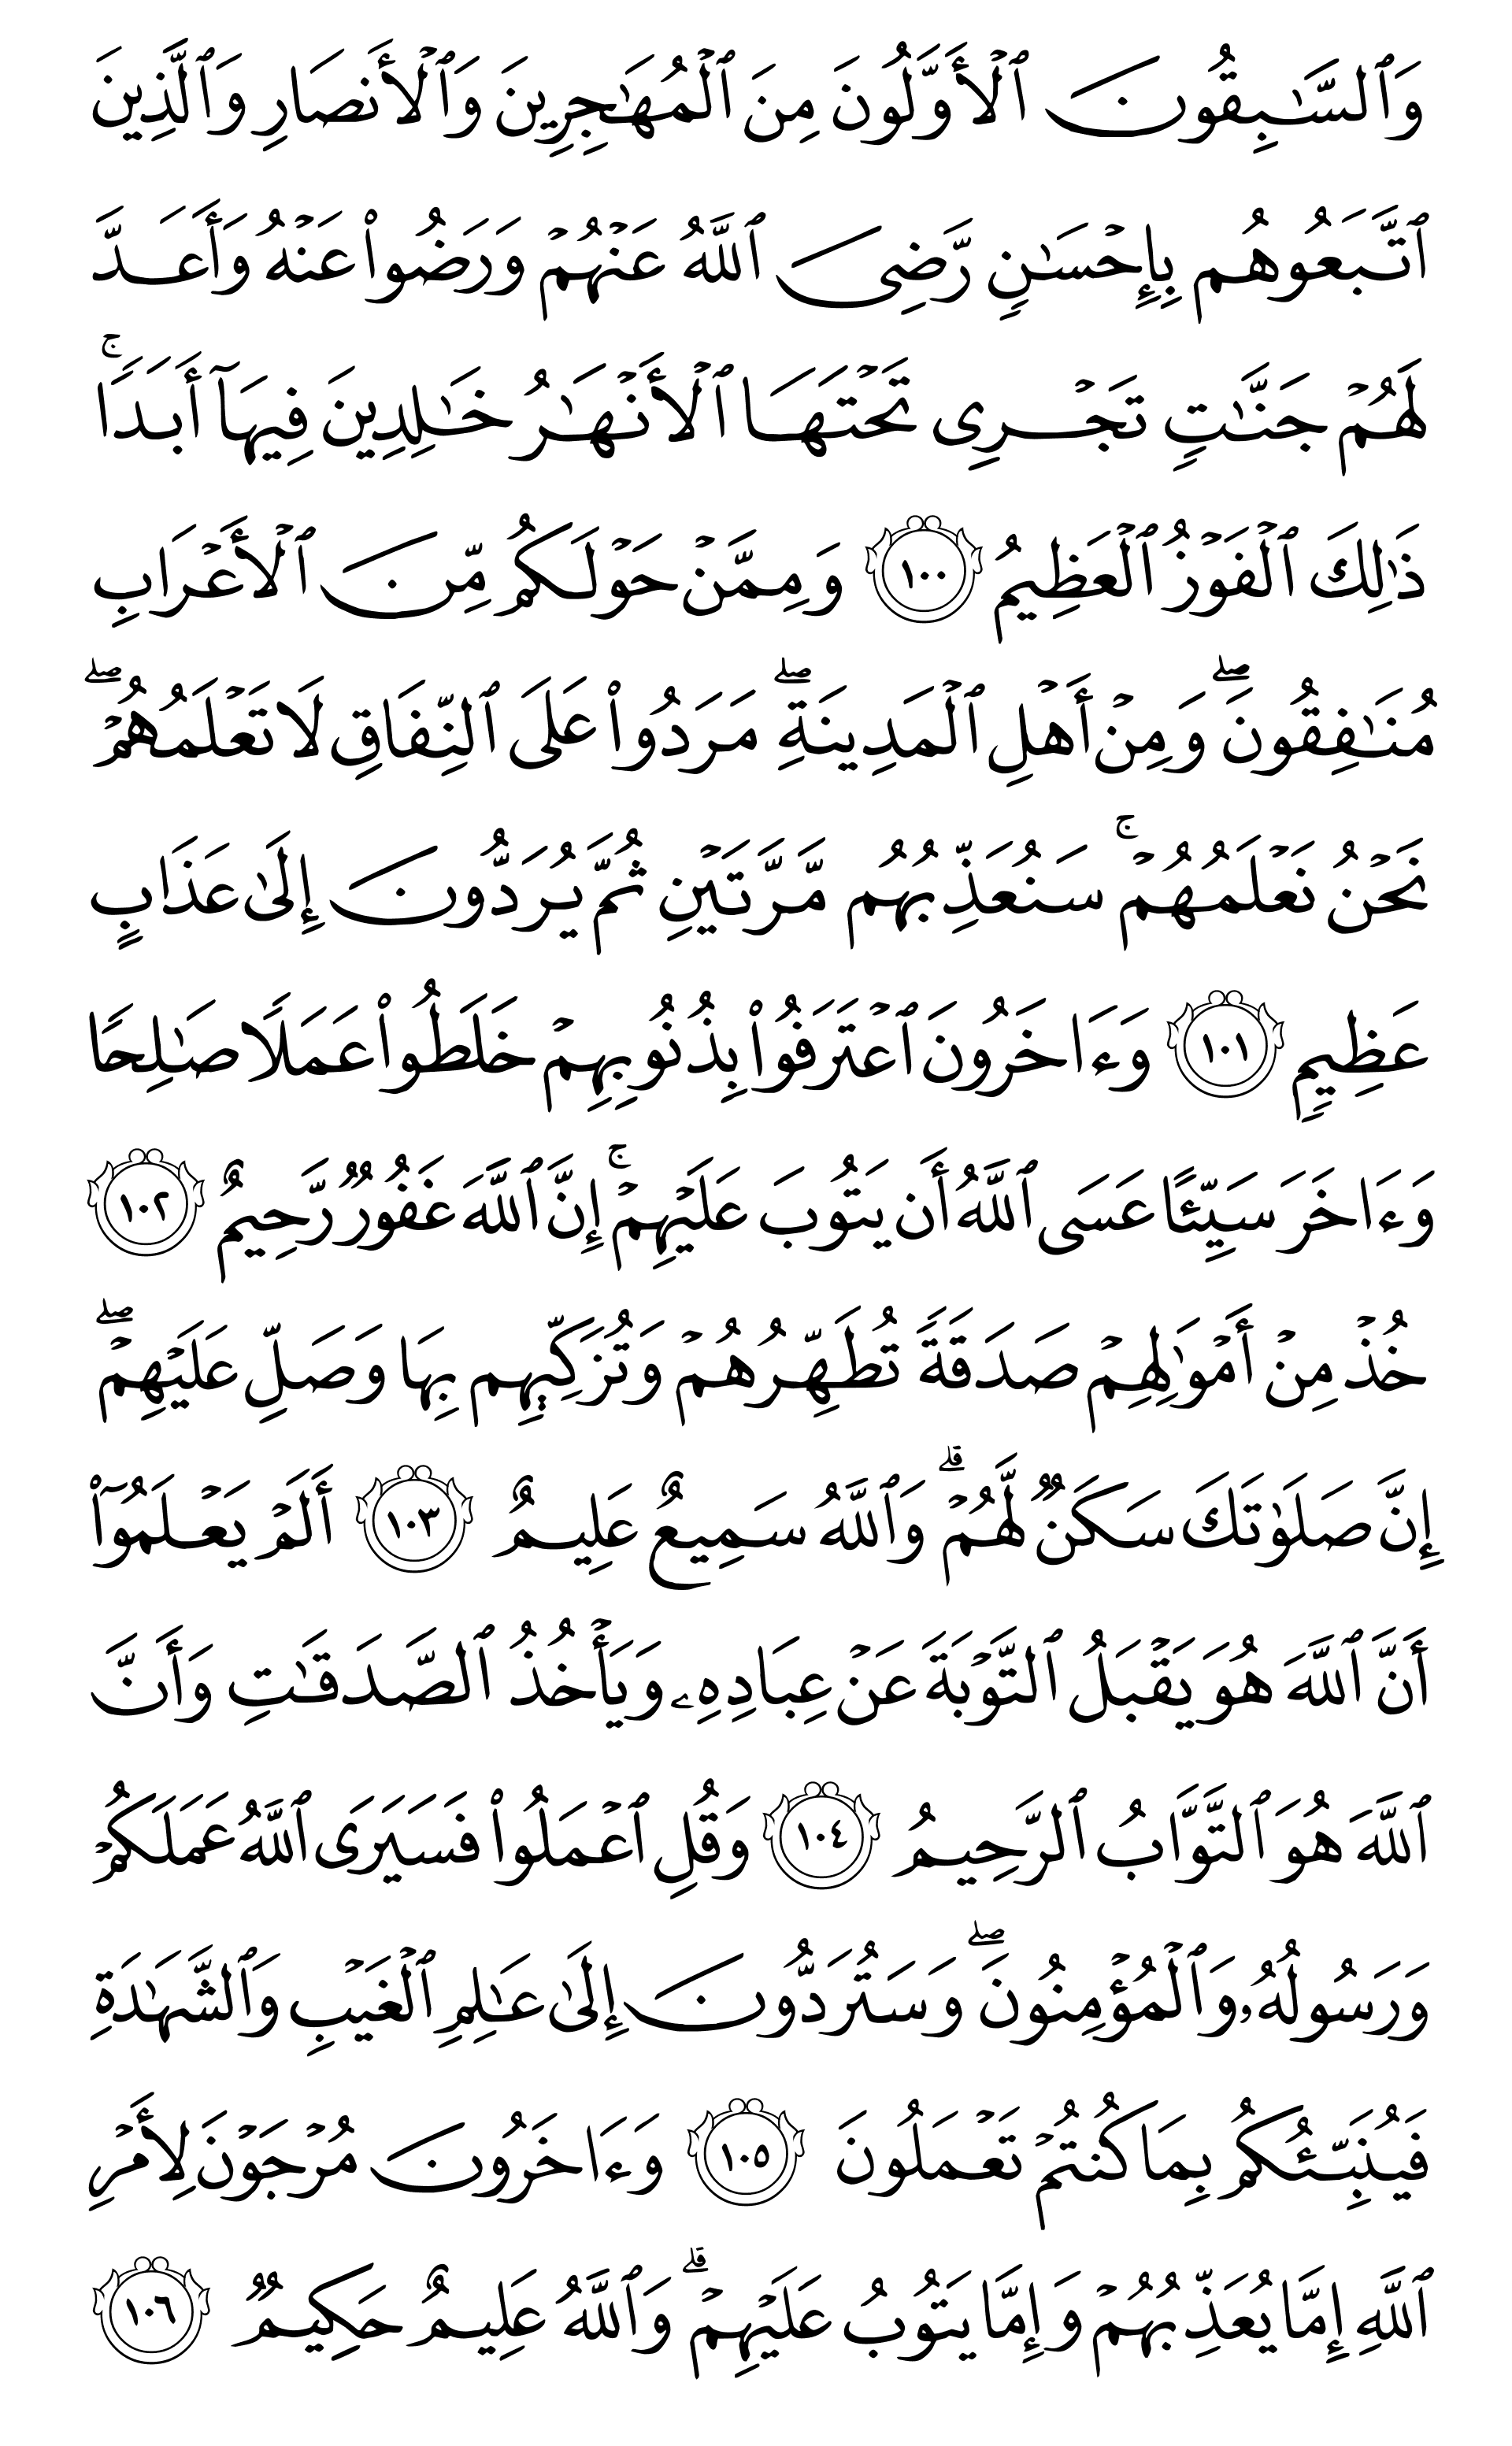 وَٱلسَّٰبِقُونَ ٱلۡأَوَّلُونَ مِنَ ٱلۡمُهَٰجِرِينَ وَٱلۡأَنصَارِ وَٱلَّذِينَ
ٱتَّبَعُوهُم بِإِحۡسَٰنٖ رَّضِيَ ٱللَّهُ عَنۡهُمۡ وَرَضُواْ عَنۡهُ وَأَعَدَّ
لَهُمۡ جَنَّٰتٖ تَجۡرِي تَحۡتَهَا ٱلۡأَنۡهَٰرُ خَٰلِدِينَ فِيهَآ أَبَدٗاۚ
ذَٰلِكَ ٱلۡفَوۡزُ ٱلۡعَظِيمُ ١٠٠ وَمِمَّنۡ حَوۡلَكُم مِّنَ ٱلۡأَعۡرَابِ
مُنَٰفِقُونَۖ وَمِنۡ أَهۡلِ ٱلۡمَدِينَةِۖ مَرَدُواْ عَلَى ٱلنِّفَاقِ لَا تَعۡلَمُهُمۡۖ
نَحۡنُ نَعۡلَمُهُمۡۚ سَنُعَذِّبُهُم مَّرَّتَيۡنِ ثُمَّ يُرَدُّونَ إِلَىٰ عَذَابٍ
عَظِيمٖ ١٠١ وَءَاخَرُونَ ٱعۡتَرَفُواْ بِذُنُوبِهِمۡ خَلَطُواْ عَمَلٗا صَٰلِحٗا
وَءَاخَرَ سَيِّئًا عَسَى ٱللَّهُ أَن يَتُوبَ عَلَيۡهِمۡۚ إِنَّ ٱللَّهَ غَفُورٞ رَّحِيمٌ ١٠٢
خُذۡ مِنۡ أَمۡوَٰلِهِمۡ صَدَقَةٗ تُطَهِّرُهُمۡ وَتُزَكِّيهِم بِهَا وَصَلِّ عَلَيۡهِمۡۖ
إِنَّ صَلَوٰتَكَ سَكَنٞ لَّهُمۡۗ وَٱللَّهُ سَمِيعٌ عَلِيمٌ ١٠٣ أَلَمۡ يَعۡلَمُوٓاْ
أَنَّ ٱللَّهَ هُوَ يَقۡبَلُ ٱلتَّوۡبَةَ عَنۡ عِبَادِهِۦ وَيَأۡخُذُ ٱلصَّدَقَٰتِ وَأَنَّ
ٱللَّهَ هُوَ ٱلتَّوَّابُ ٱلرَّحِيمُ ١٠٤ وَقُلِ ٱعۡمَلُواْ فَسَيَرَى ٱللَّهُ عَمَلَكُمۡ
وَرَسُولُهُۥ وَٱلۡمُؤۡمِنُونَۖ وَسَتُرَدُّونَ إِلَىٰ عَٰلِمِ ٱلۡغَيۡبِ وَٱلشَّهَٰدَةِ
فَيُنَبِّئُكُم بِمَا كُنتُمۡ تَعۡمَلُونَ ١٠٥ وَءَاخَرُونَ مُرۡجَوۡنَ لِأَمۡرِ
ٱللَّهِ إِمَّا يُعَذِّبُهُمۡ وَإِمَّا يَتُوبُ عَلَيۡهِمۡۗ وَٱللَّهُ عَلِيمٌ حَكِيمٞ ١٠٦